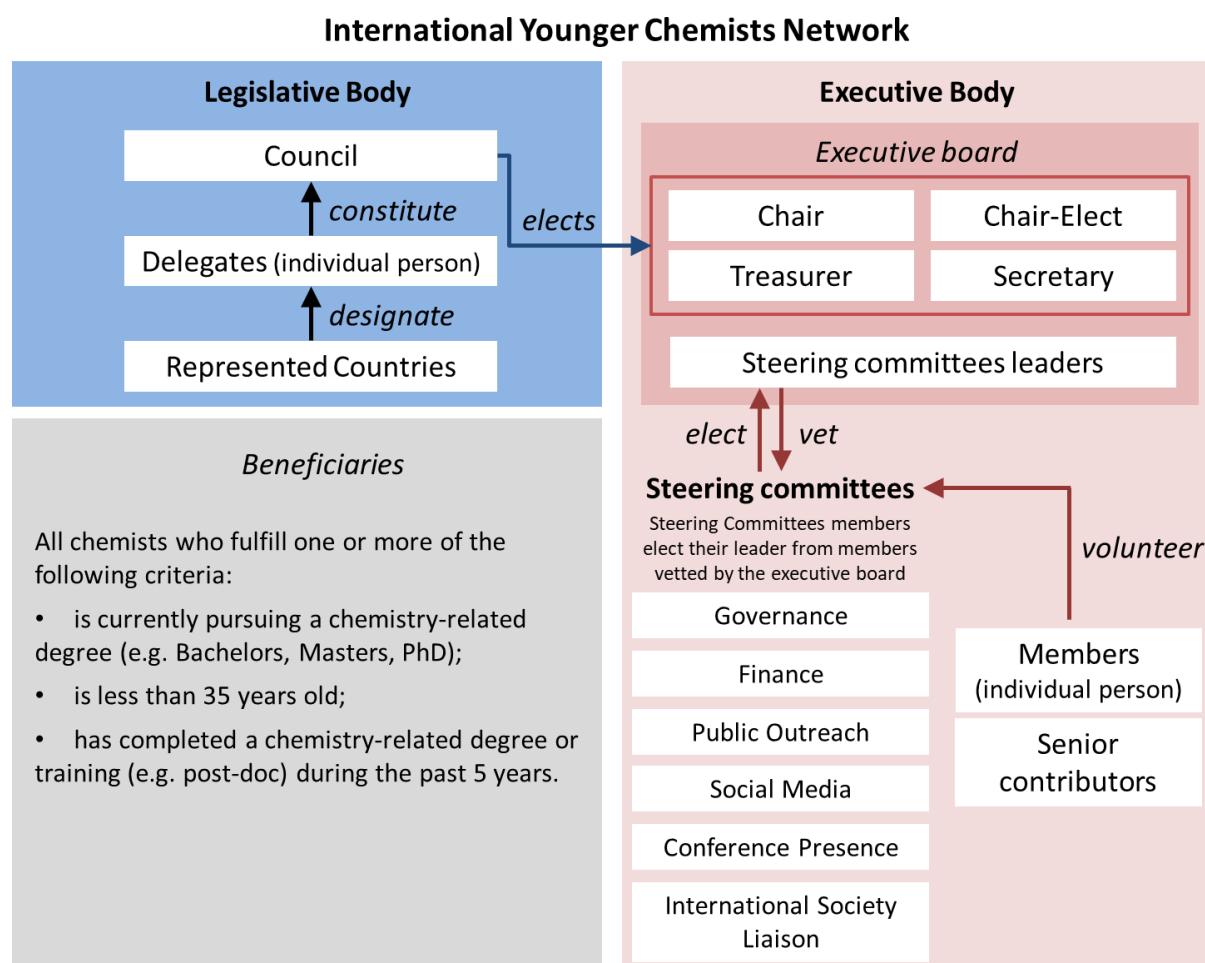 International Younger Chemists Network
Legislative Body
Council
constitute
Delegates (individual person)
designate
Represented Countries
elects
Executive Body
Executive board
Chair
Chair-Elect
Treasurer
Secretary
Steering committees leaders
elect
vet
Steering committees
Steering Committees members
elect their leader from members
vetted by the executive board
volunteer
Governance
Finance
Public Outreach
Social Media
Conference Presence
International Society
Liaison
Members
(individual person)
Senior
contributors
Beneficiaries
All chemists who fulfill one or more of the
following criteria:
• is currently pursuing a chemistry-related
degree (e.g. Bachelors, Masters, PhD);
• is less than 35 years old;
• has completed a chemistry-related degree or
training (e.g. post-doc) during the past 5 years.